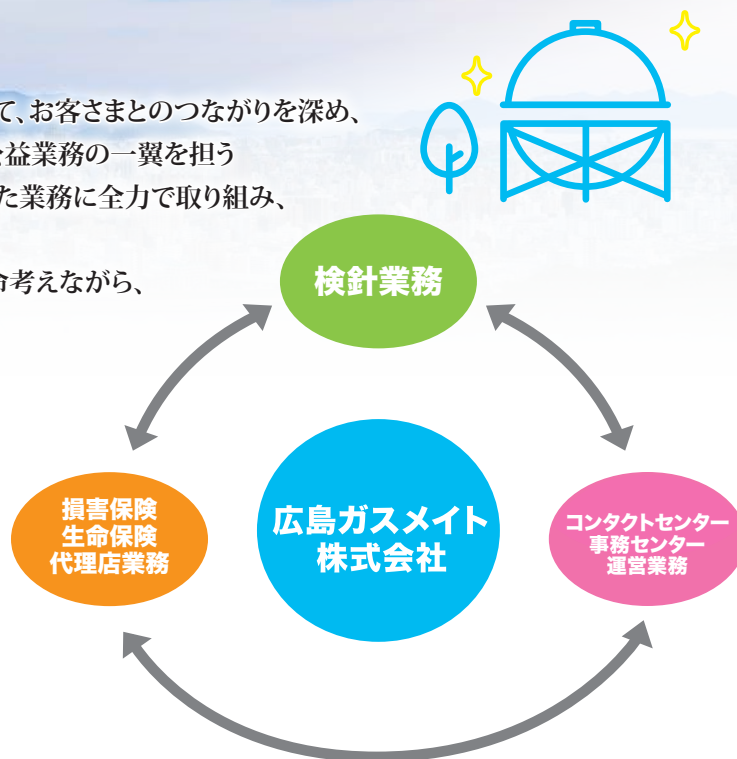 て、お客さまとのつながりを深め、
益業務の一翼を担う
た業務に全力で取り組み、
考えながら、
検針業務
広島ガスメイト
株式会社
損害保険
生命保険
代理店業務
コンタクトセンター
事務センター
運営業務